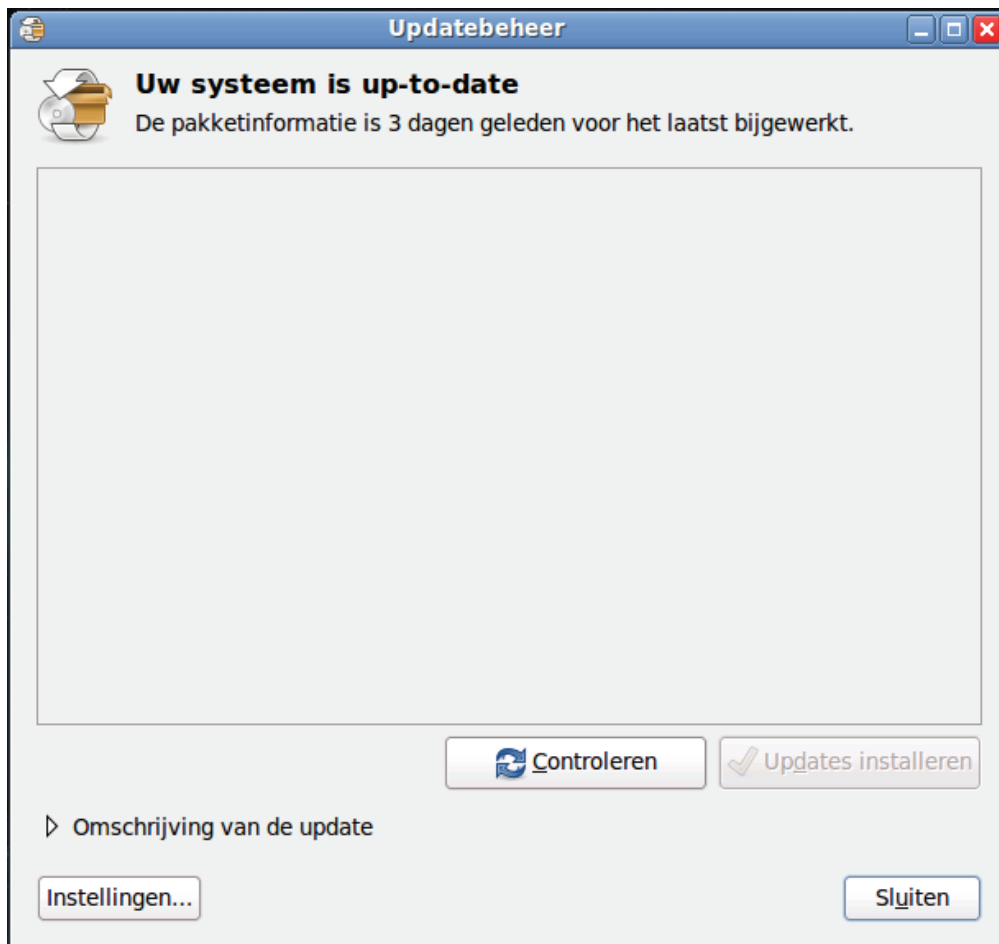 Updatebeheer
Uw systeem is up-to-date
De pakketinformatie is 3 dagen geleden voor het laatst bijgewerkt.
Controleren
Updates installeren
Omschrijving van de update
Instellingen...
Sluiten